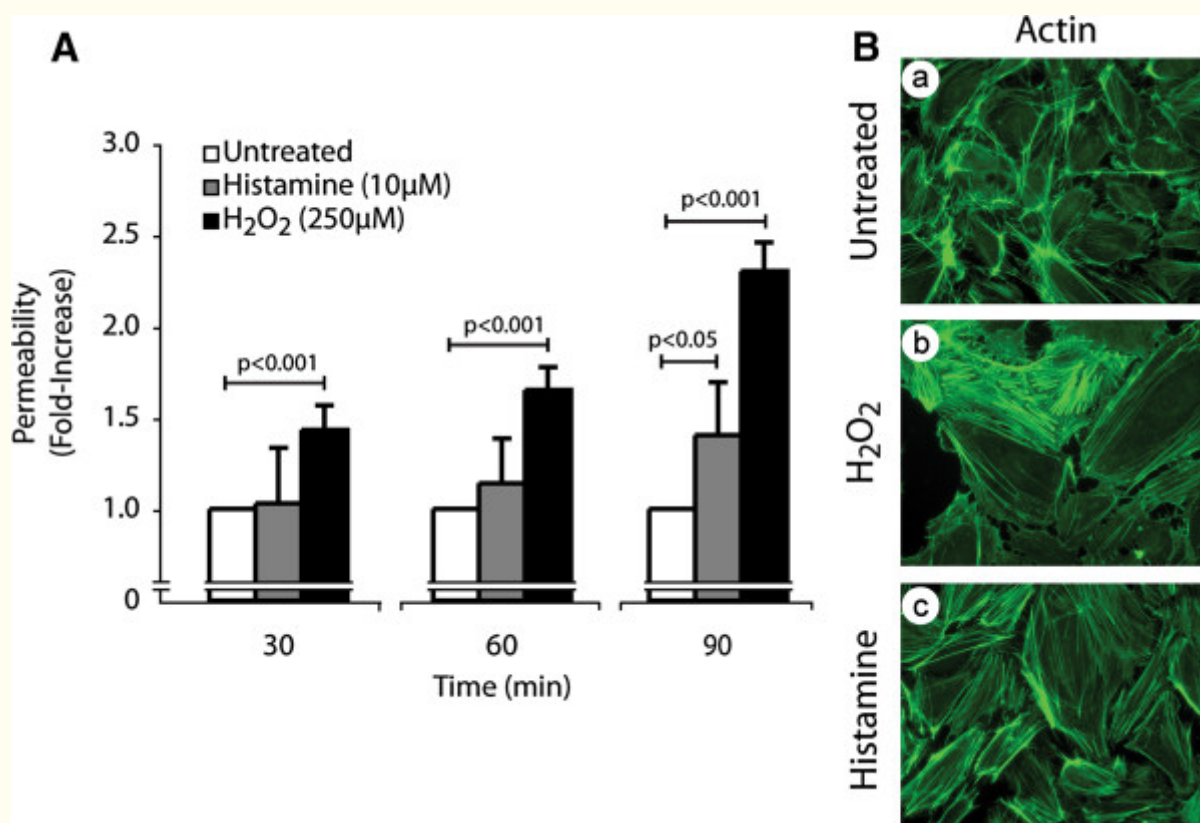 A
3.0
2.5
2.0
1.5
1.0
0
Permeability
(Fold-Increase)
Untreated
Histamine (10µM)
H₂O₂ (250µM)
p<0.001
p<0.001
p<0.05
p<0.001
30
60
90
Time (min)
B
Actin
Untreated
a
H₂O₂
b
Histamine
c